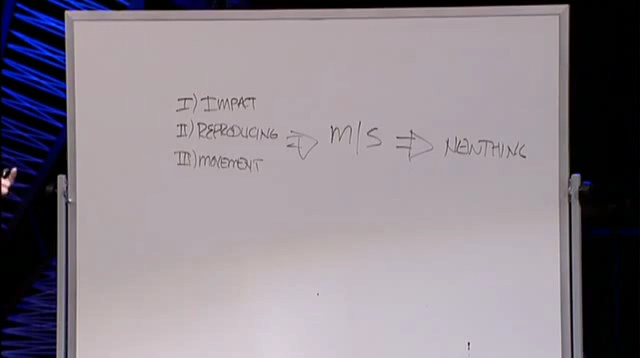 I) IMPACT
II) REPRODUCING ⇒ M/S ⇒ NEWTHING
III) MOVEMENT